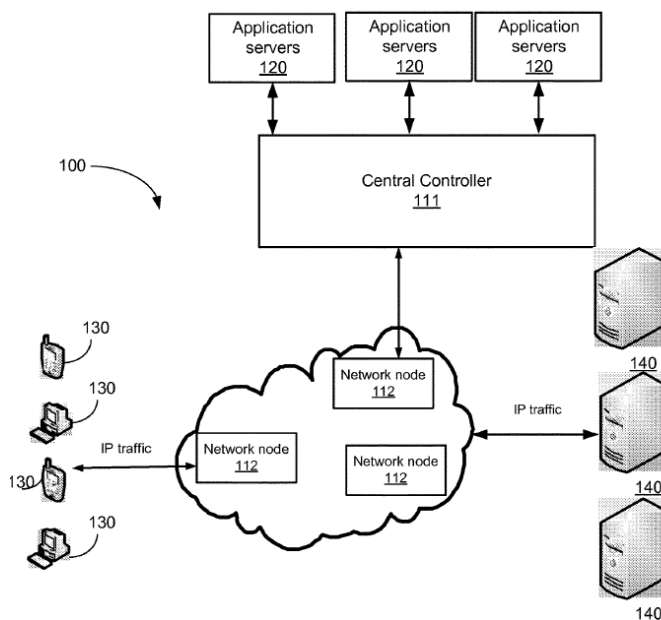 Application
servers
120
Application
servers
120
Application
servers
120
100
Central Controller
111
130
Network node
112
140
130
IP traffic
IP traffic
Network node
112
Network node
112
130
140
130
140